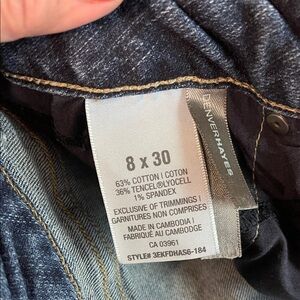 8 x 30
63% COTTON | COTON
36% TENCEL®LYOCELL
1% SPANDEX
EXCLUSIVE OF TRIMMINGS |
GARNITURES NON COMPRISES
MADE IN CAMBODIA |
FABRIQUÉ AU CAMBODGE
CA 03961
STYLE# 3EKFDHAS6-184
DENVERHAYES